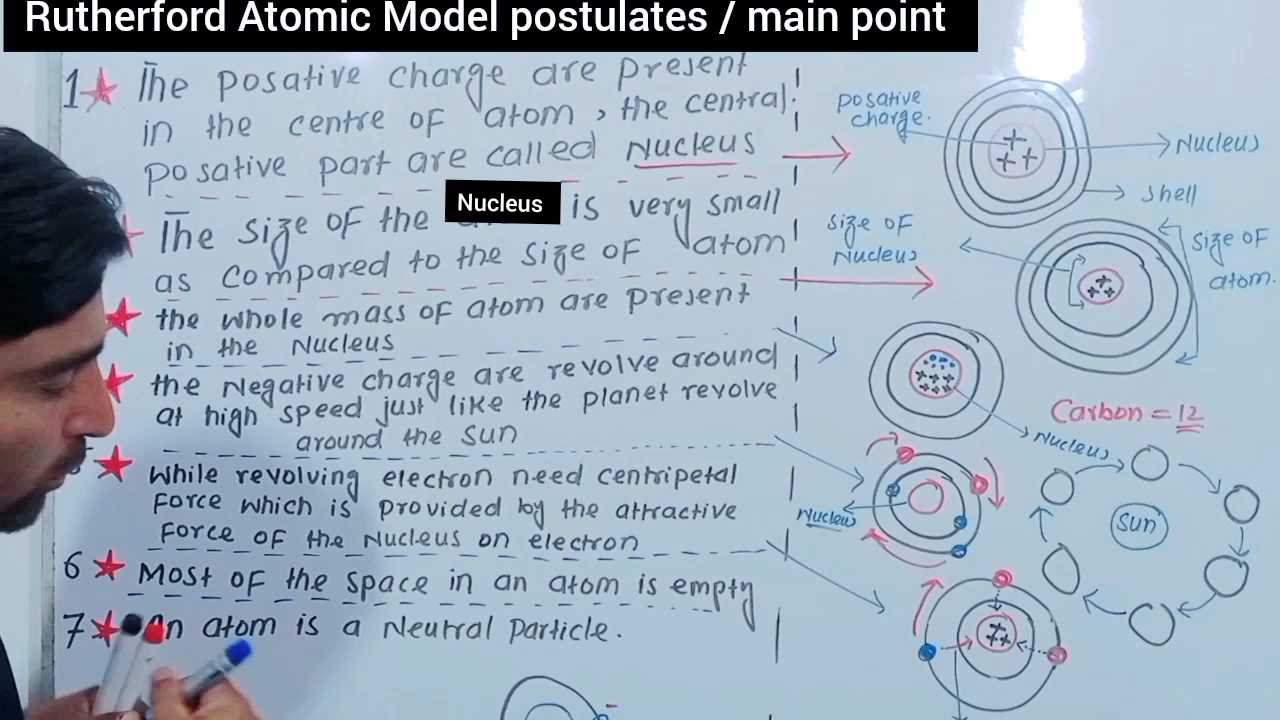 Rutherford Atomic Model postulates / main point
1 The posative charge are present
in the centre of atom, the central
posative part are called Nucleus
The size of the Nucleus is very small
as compared to the size of atom
the whole mass of atom are present
in the Nucleus
the Negative charge are revolve around
at high speed just like the planet revolve
around the sun
While revolving electron need centripetal
force which is provided by the attractive
force of the Nucleus on electron
6 Most of the space in an atom is empty
7 An atom is a Neutral Particle.
posative
charge.
+
+ +
Nucleus
shell
size of
Nucleus
size of
atom.
Carbon = 12
Nucleus
Nucleus
Sun